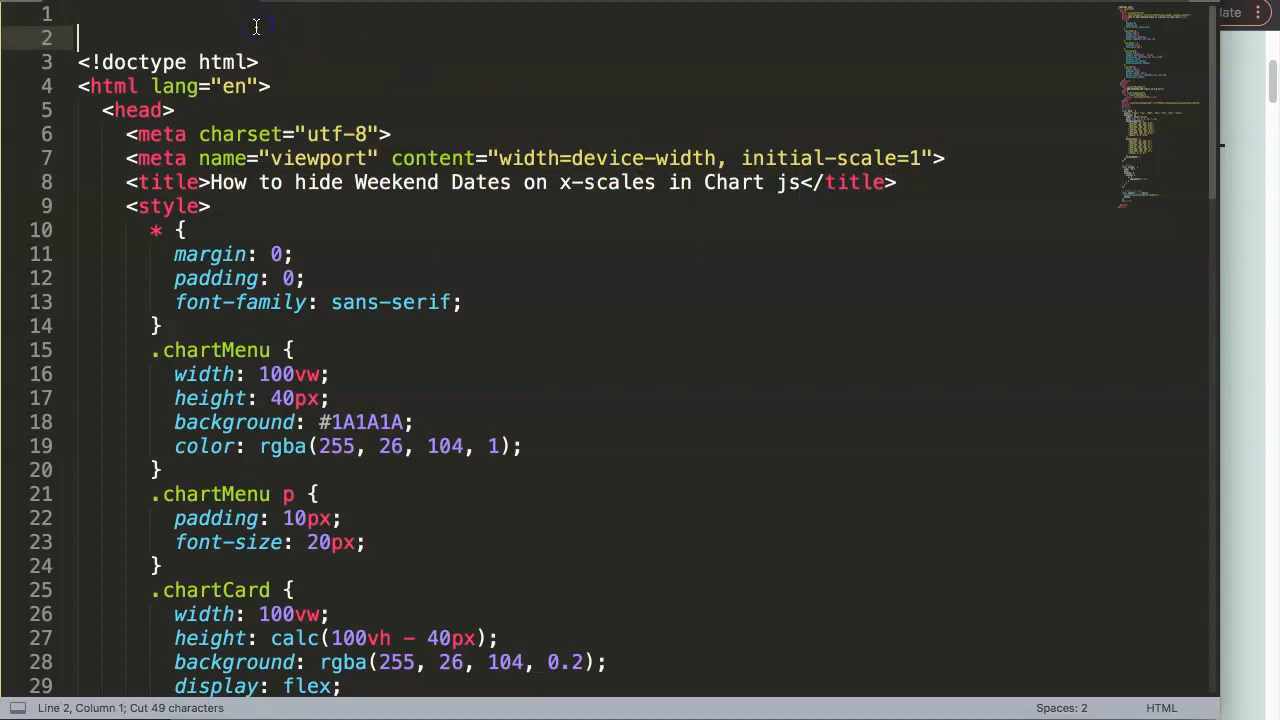 late
1
2
3 <!doctype html>
4 <html lang="en">
5 <head>
6 <meta charset="utf-8">
7 <meta name="viewport" content="width=device-width, initial-scale=1">
8 <title>How to hide Weekend Dates on x-scales in Chart js</title>
9 <style>
10 * {
11 margin: 0;
12 padding: 0;
13 font-family: sans-serif;
14 }
15 .chartMenu {
16 width: 100vw;
17 height: 40px;
18 background: #1A1A1A;
19 color: rgba(255, 26, 104, 1);
20 }
21 .chartMenu p {
22 padding: 10px;
23 font-size: 20px;
24 }
25 .chartCard {
26 width: 100vw;
27 height: calc(100vh - 40px);
28 background: rgba(255, 26, 104, 0.2);
29 display: flex;
Line 2, Column 1; Cut 49 characters
Spaces: 2
HTML